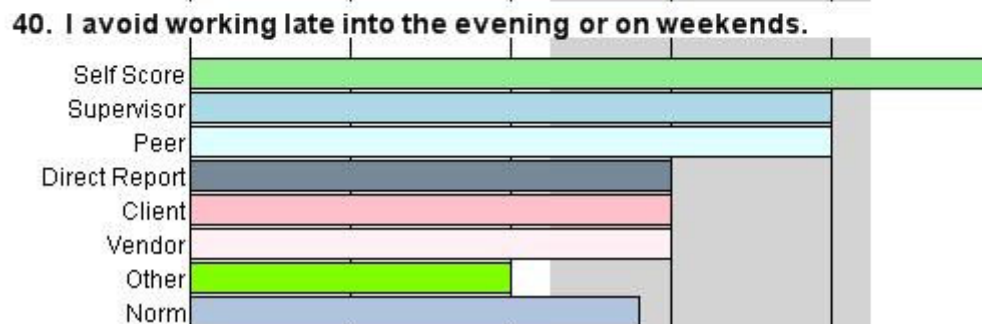 40. I avoid working late into the evening or on weekends.
Self Score
Supervisor
Peer
Direct Report
Client
Vendor
Other
Norm